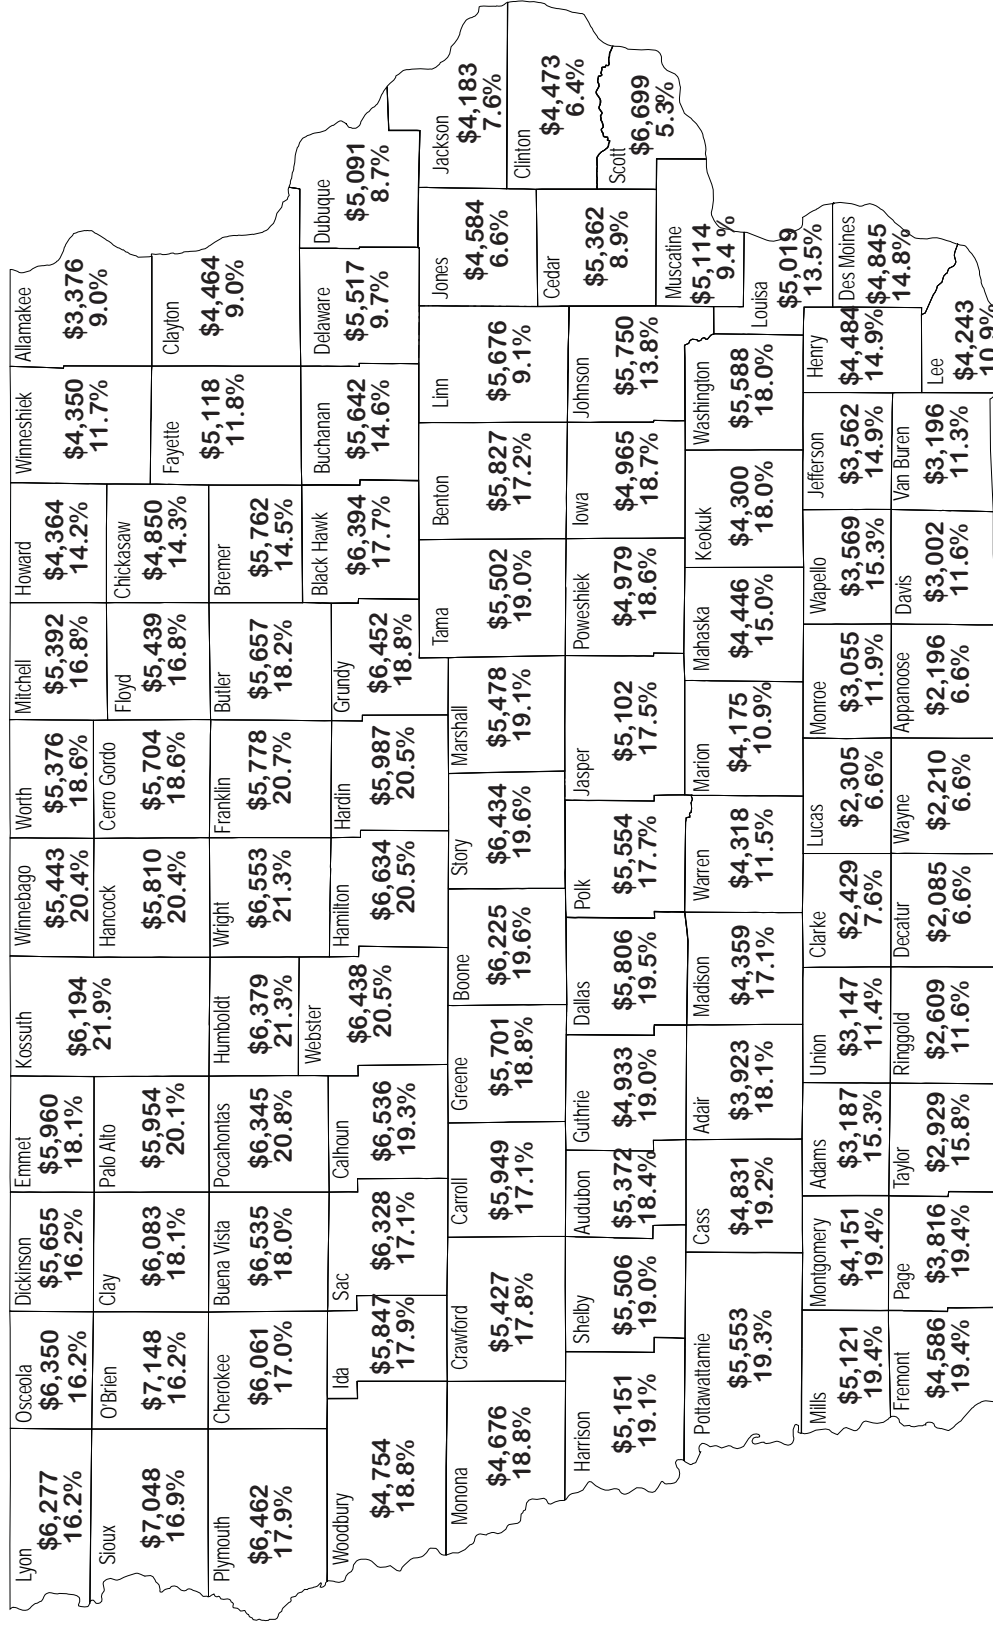 Lyon
$6,277
16.2%
Osceola
$6,350
16.2%
Dickinson
$5,655
16.2%
Emmet
$5,960
18.1%
Kossuth
$6,194
21.9%
Winnebago
$5,443
20.4%
Worth
$5,376
18.6%
Mitchell
$5,392
16.8%
Howard
$4,364
14.2%
Winneshiek
$4,350
11.7%
Allamakee
$3,376
9.0%
Sioux
$7,048
16.9%
O'Brien
$7,148
16.2%
Clay
$6,083
18.1%
Palo Alto
$5,954
20.1%
Hancock
$5,810
20.4%
Cerro Gordo
$5,704
18.6%
Floyd
$5,439
16.8%
Chickasaw
$4,850
14.3%
Fayette
$5,118
11.8%
Clayton
$4,464
9.0%
Plymouth
$6,462
17.9%
Cherokee
$6,061
17.0%
Buena Vista
$6,535
18.0%
Pocahontas
$6,345
20.8%
Humboldt
$6,379
21.3%
Wright
$6,553
21.3%
Franklin
$5,778
20.7%
Butler
$5,657
18.2%
Bremer
$5,762
14.5%
Woodbury
$4,754
18.8%
Ida
$5,847
17.9%
Sac
$6,328
17.1%
Calhoun
$6,536
19.3%
Webster
$6,438
20.5%
Hamilton
$6,634
20.5%
Hardin
$5,987
20.5%
Grundy
$6,452
18.8%
Black Hawk
$6,394
17.7%
Buchanan
$5,642
14.6%
Delaware
$5,517
9.7%
Dubuque
$5,091
8.7%
Monona
$4,676
18.8%
Crawford
$5,427
17.8%
Carroll
$5,949
17.1%
Greene
$5,701
18.8%
Boone
$6,225
19.6%
Story
$6,434
19.6%
Marshall
$5,478
19.1%
Tama
$5,502
19.0%
Benton
$5,827
17.2%
Linn
$5,676
9.1%
Jones
$4,584
6.6%
Jackson
$4,183
7.6%
Clinton
$4,473
6.4%
Harrison
$5,151
19.1%
Shelby
$5,506
19.0%
Audubon
$5,372
18.4%
Guthrie
$4,933
19.0%
Dallas
$5,806
19.5%
Polk
$5,554
17.7%
Jasper
$5,102
17.5%
Poweshiek
$4,979
18.6%
Iowa
$4,965
18.7%
Johnson
$5,750
13.8%
Cedar
$5,362
8.9%
Scott
$6,699
5.3%
Muscatine
$5,114
9.4 %
Pottawattamie
$5,553
19.3%
Cass
$4,831
19.2%
Adair
$3,923
18.1%
Madison
$4,359
17.1%
Warren
$4,318
11.5%
Marion
$4,175
10.9%
Mahaska
$4,446
15.0%
Keokuk
$4,300
18.0%
Washington
$5,588
18.0%
Louisa
$5,019
13.5%
Mills
$5,121
19.4%
Montgomery
$4,151
19.4%
Adams
$3,187
15.3%
Union
$3,147
11.4%
Clarke
$2,429
7.6%
Lucas
$2,305
6.6%
Monroe
$3,055
11.9%
Wapello
$3,569
15.3%
Jefferson
$3,562
14.9%
Henry
$4,484
14.9%
Des Moines
$4,845
14.8%
Fremont
$4,586
19.4%
Page
$3,816
19.4%
Taylor
$2,929
15.8%
Ringgold
$2,609
11.6%
Decatur
$2,085
6.6%
Wayne
$2,210
6.6%
Appanoose
$2,196
6.6%
Davis
$3,002
11.6%
Van Buren
$3,196
11.3%
Lee
$4,243
10.9%